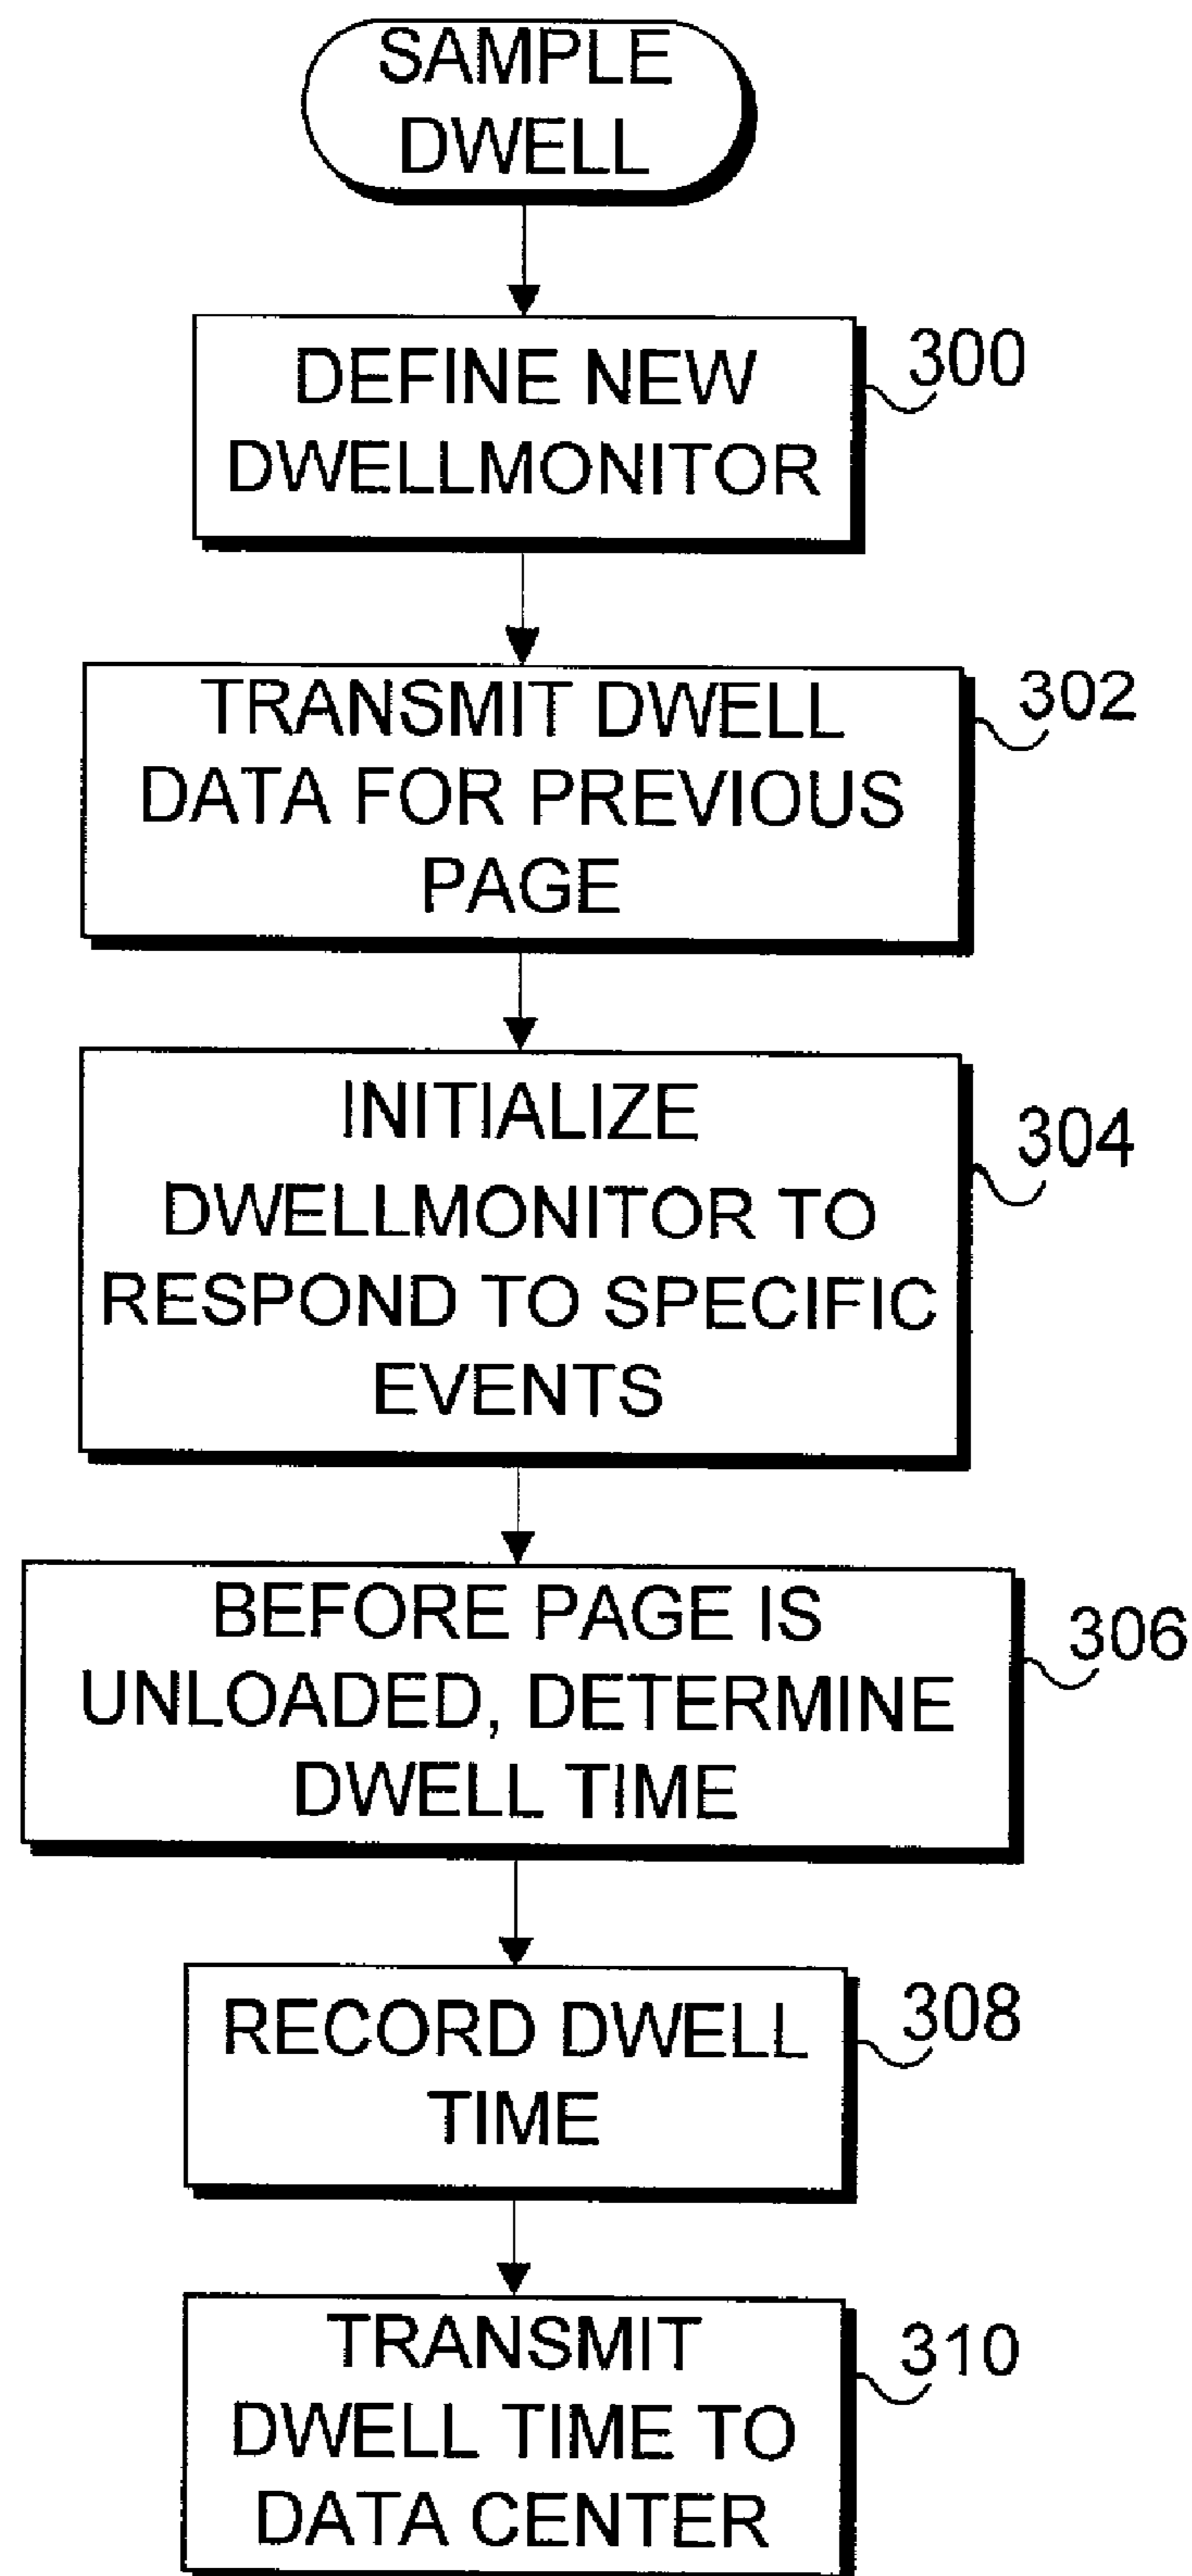 SAMPLE
DWELL
DEFINE NEW
DWELLMONITOR
300
TRANSMIT DWELL
DATA FOR PREVIOUS
PAGE
302
INITIALIZE
DWELLMONITOR TO
RESPOND TO SPECIFIC
EVENTS
304
BEFORE PAGE IS
UNLOADED, DETERMINE
DWELL TIME
306
RECORD DWELL
TIME
308
TRANSMIT
DWELL TIME TO
DATA CENTER
310